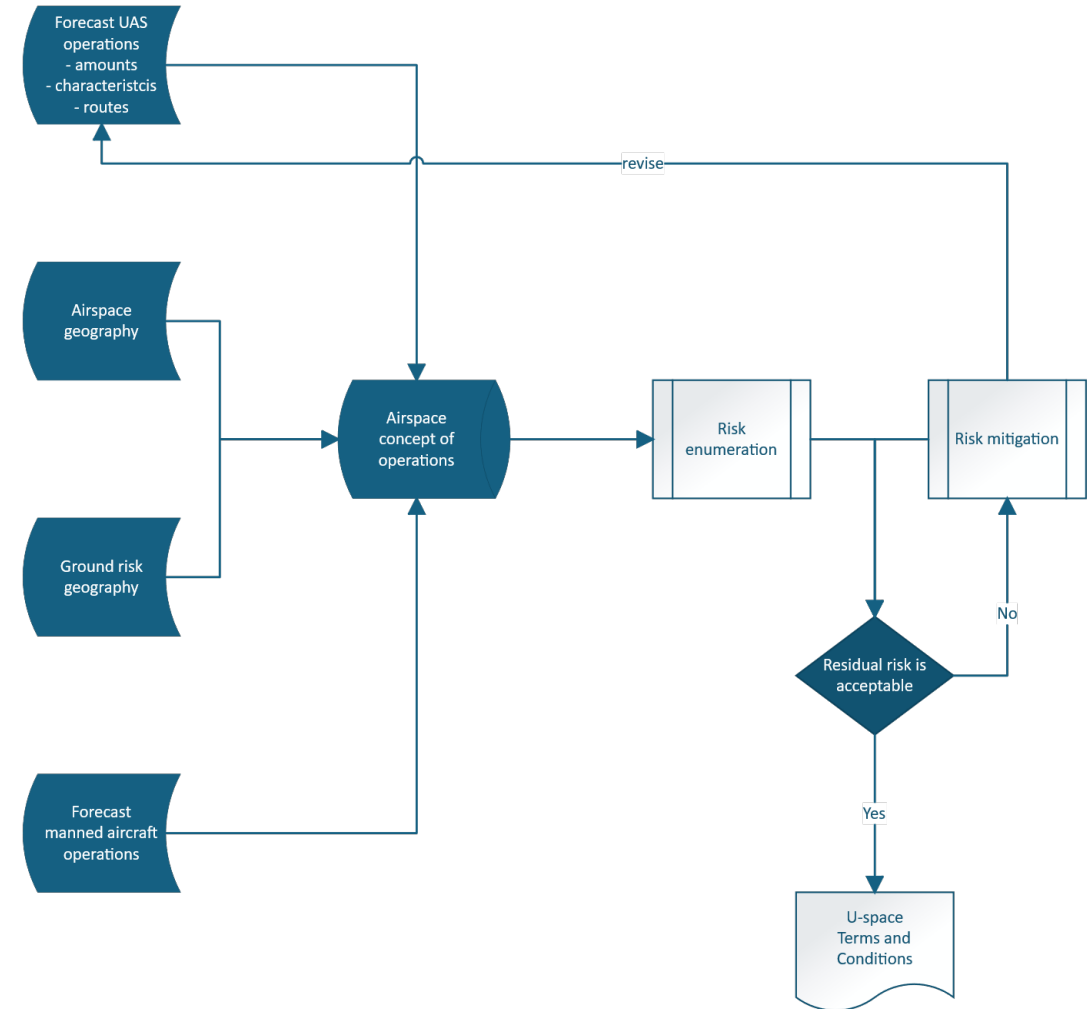 Forecast UAS
operations
- amounts
- characteristcis
- routes
revise
Airspace
geography
Airspace
concept of
operations
Risk
enumeration
Risk mitigation
Ground risk
geography
No
Residual risk is
acceptable
Forecast
manned aircraft
operations
Yes
U-space
Terms and
Conditions